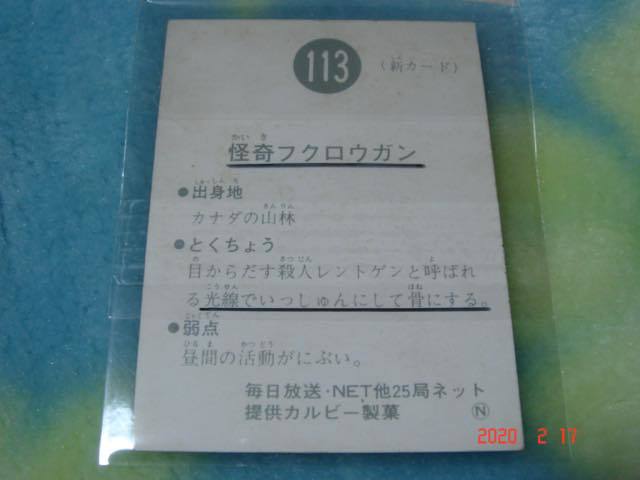 113
（新カード）
怪奇フクロウガン
●出身地
カナダの山林
●とくちょう
目からだす殺人レントゲンと呼ばれ
る光線でいっしゅんにして骨にする。
●弱点
昼間の活動がにぶい。
毎日放送・NET他25局ネット
提供カルビー製菓 Ⓝ
2020 2 17